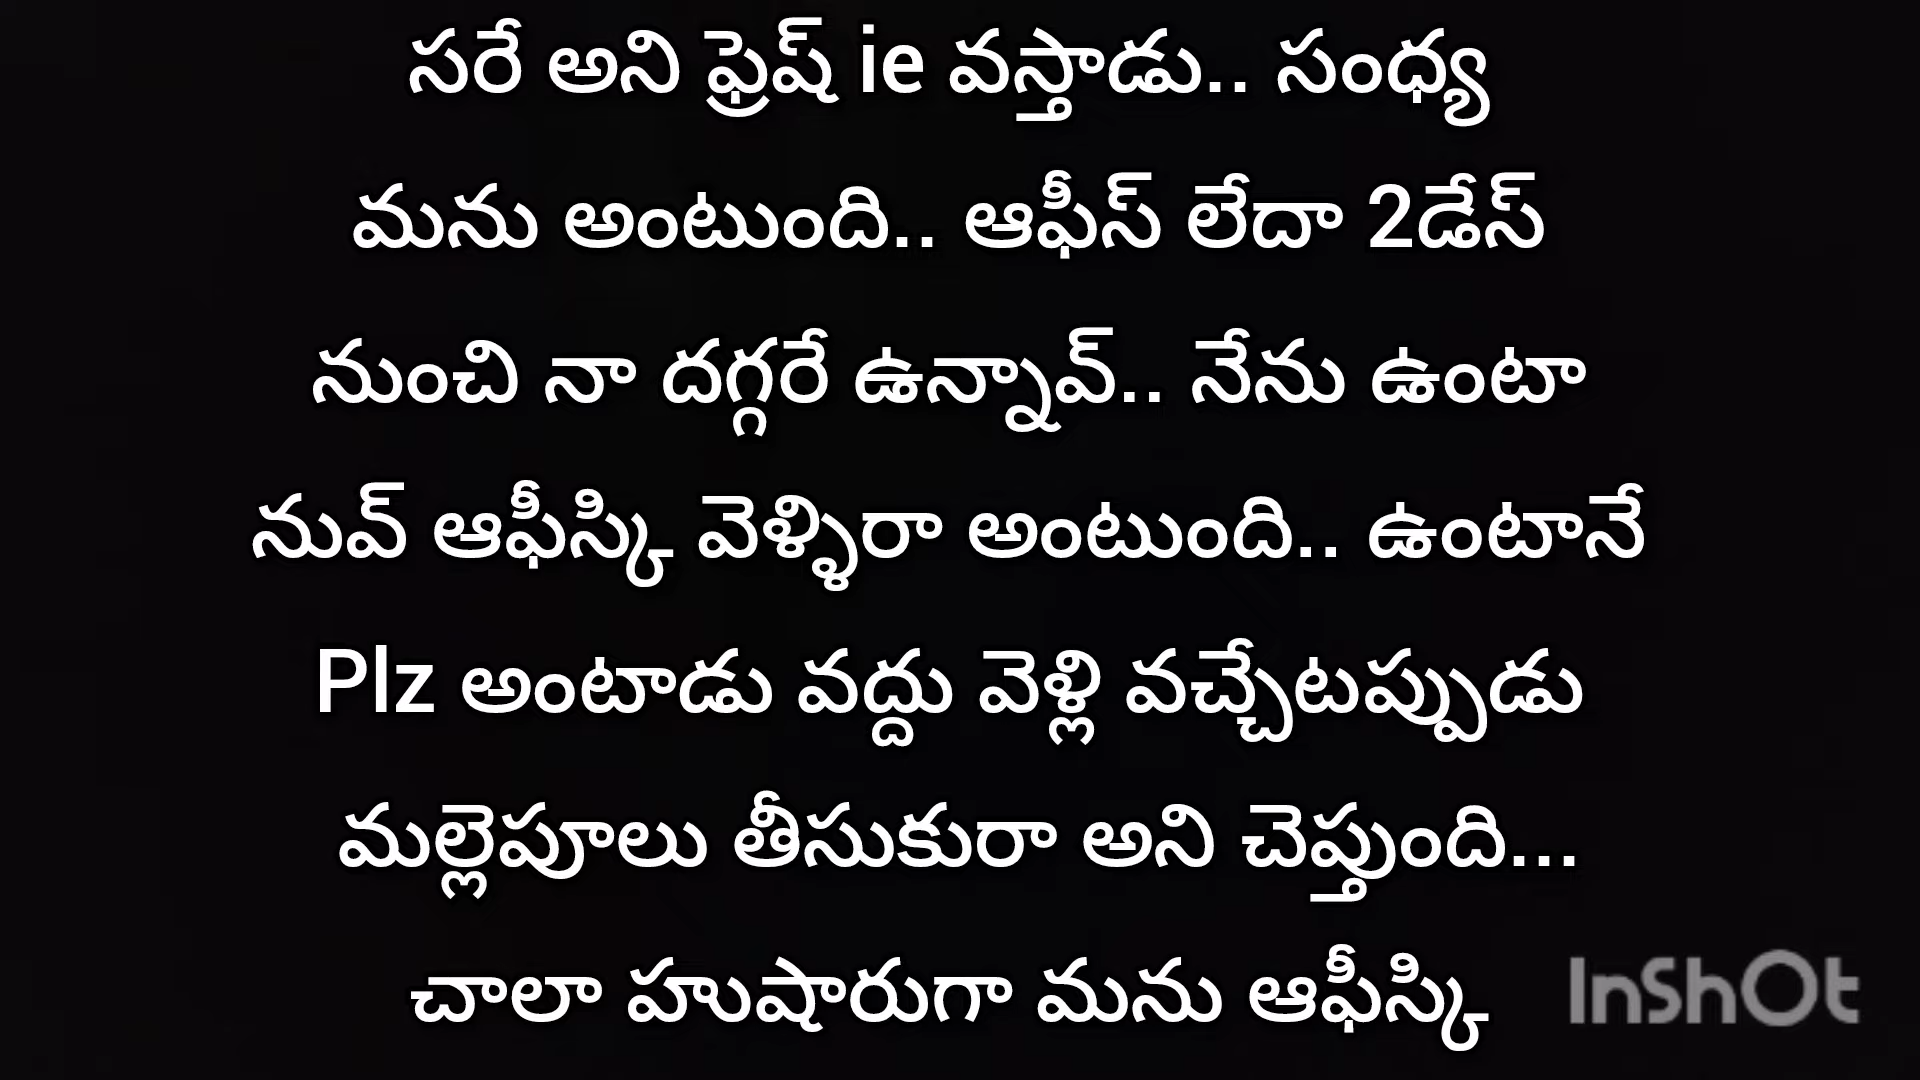 సరే అని ఫ్రెష్ ie వస్తాడు.. సంధ్య
మను అంటుంది.. ఆఫీస్ లేదా 2డేస్
నుంచి నా దగ్గరే ఉన్నావ్.. నేను ఉంటా
నువ్ ఆఫీస్కి వెళ్ళిరా అంటుంది.. ఉంటానే
Plz అంటాడు వద్దు వెళ్లి వచ్చేటప్పుడు
మల్లెపూలు తీసుకురా అని చెప్తుంది...
చాలా హుషారుగా మను ఆఫీస్కి
InShOt